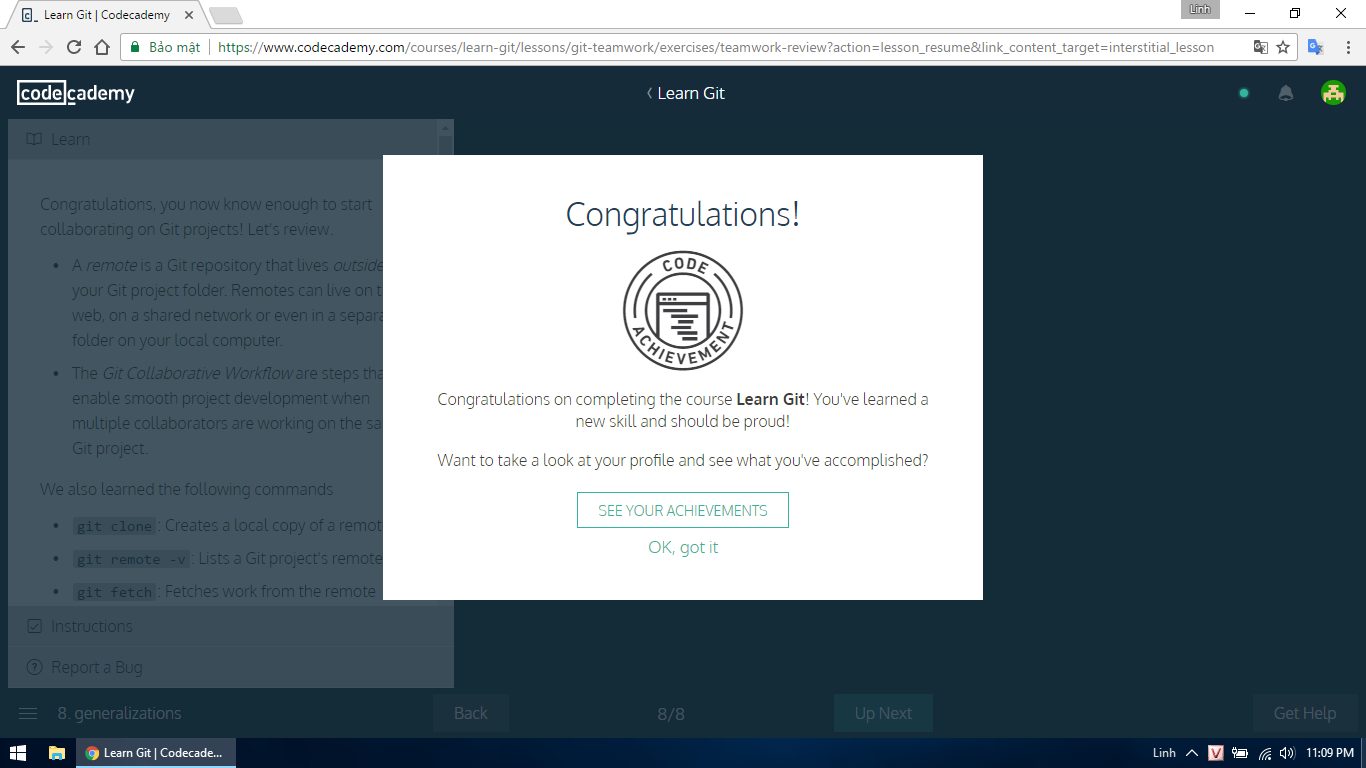 Learn Git | Codecademy
Linh
Bảo mật
https://www.codecademy.com/courses/learn-git/lessons/git-teamwork/exercises/teamwork-review?action=lesson_resume&link_content_target=interstitial_lesson
codecademy
Learn Git
Learn
Congratulations, you now know enough to start
collaborating on Git projects! Let's review.
• A remote is a Git repository that lives outside
your Git project folder. Remotes can live on t
web, on a shared network or even in a separa
folder on your local computer.
• The Git Collaborative Workflow are steps tha
enable smooth project development when
multiple collaborators are working on the sa
Git project.
We also learned the following commands
• git clone: Creates a local copy of a remot
• git remote -v: Lists a Git project's remote
• git fetch: Fetches work from the remote
Instructions
Report a Bug
Congratulations!
CODE
ACHIEVEMENT
Congratulations on completing the course Learn Git! You've learned a
new skill and should be proud!
Want to take a look at your profile and see what you've accomplished?
SEE YOUR ACHIEVEMENTS
OK, got it
8. generalizations
Back
8/8
Up Next
Get Help
Learn Git | Codecade...
Linh
V
11:09 PM